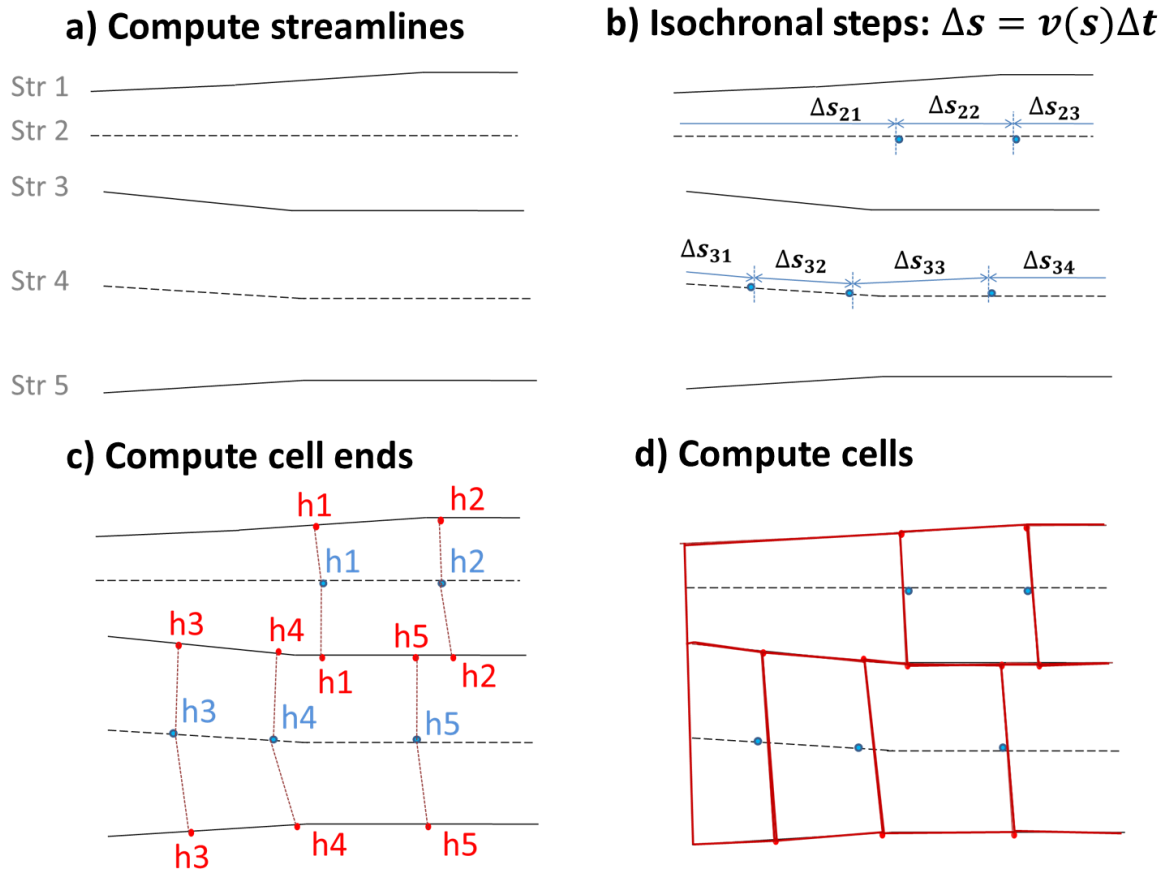 a) Compute streamlines
b) Isochronal steps: Δs = v(s)Δt
Str 1
Str 2
Str 3
Str 4
Str 5
Δs₂₁
Δs₂₂
Δs₂₃
Δs₃₁
Δs₃₂
Δs₃₃
Δs₃₄
c) Compute cell ends
d) Compute cells
h1
h2
h1
h2
h3
h4
h5
h1
h2
h3
h4
h5
h3
h4
h5